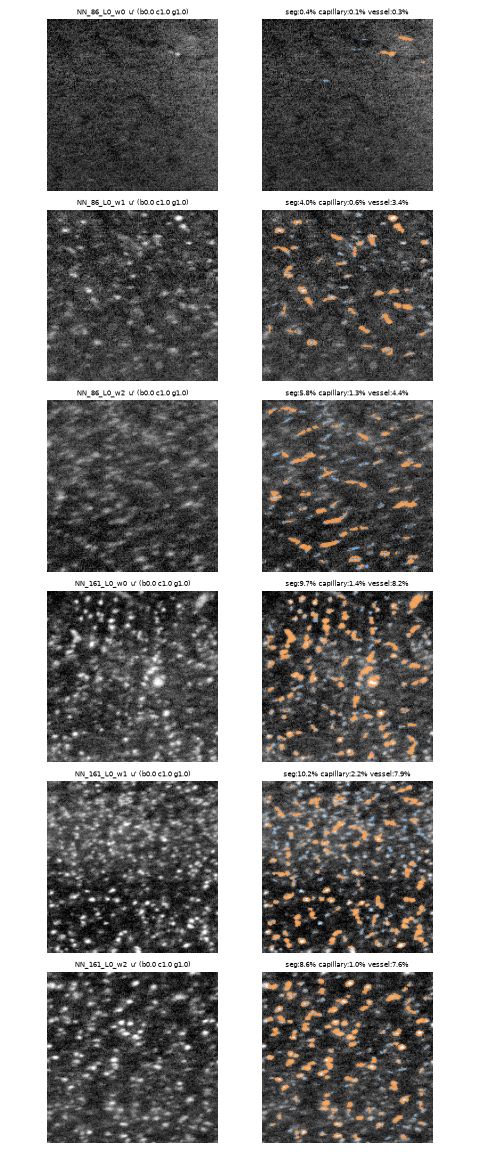 NN_86_L0_w0 u' (b0.0 c1.0 g1.0)
seg:0.4% capillary:0.1% vessel:0.3%
NN_86_L0_w1 u' (b0.0 c1.0 g1.0)
seg:4.0% capillary:0.6% vessel:3.4%
NN_86_L0_w2 u' (b0.0 c1.0 g1.0)
seg:5.8% capillary:1.3% vessel:4.4%
NN_161_L0_w0 u' (b0.0 c1.0 g1.0)
seg:9.7% capillary:1.4% vessel:8.2%
NN_161_L0_w1 u' (b0.0 c1.0 g1.0)
seg:10.2% capillary:2.2% vessel:7.9%
NN_161_L0_w2 u' (b0.0 c1.0 g1.0)
seg:8.6% capillary:1.0% vessel:7.6%